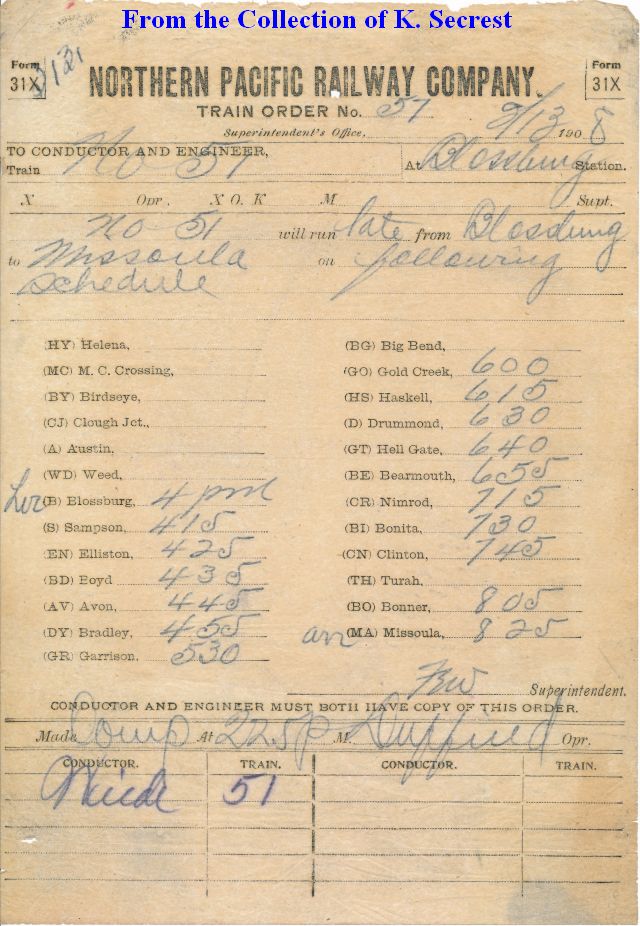 From the Collection of K. Secrest
Form 31X
Form 31X
NORTHERN PACIFIC RAILWAY COMPANY.
TRAIN ORDER No. 57
Superintendent's Office, 2/13 1908
TO CONDUCTOR AND ENGINEER,
Train No 51 At Blossburg Station.
X Opr. X O. K M Supt.
No 51 will run late from Blossburg
to Missoula on following
schedule
(HY) Helena,
(MC) M. C. Crossing,
(BY) Birdseye,
(CJ) Clough Jct.,
(A) Austin,
(WD) Weed,
Lv (B) Blossburg, 4 pm
(S) Sampson, 415
(EN) Elliston, 425
(BD) Boyd 435
(AV) Avon, 445
(DY) Bradley, 455
(GR) Garrison, 530
(BG) Big Bend,
(GO) Gold Creek, 600
(HS) Haskell, 615
(D) Drummond, 630
(GT) Hell Gate, 640
(BE) Bearmouth, 655
(CR) Nimrod, 715
(BI) Bonita, 730
(CN) Clinton, 745
(TH) Turah,
(BO) Bonner, 805
arr (MA) Missoula, 825
Superintendent.
CONDUCTOR AND ENGINEER MUST BOTH HAVE COPY OF THIS ORDER.
Made Comp At 225 P M. Opr.
CONDUCTOR. TRAIN. CONDUCTOR. TRAIN.
51